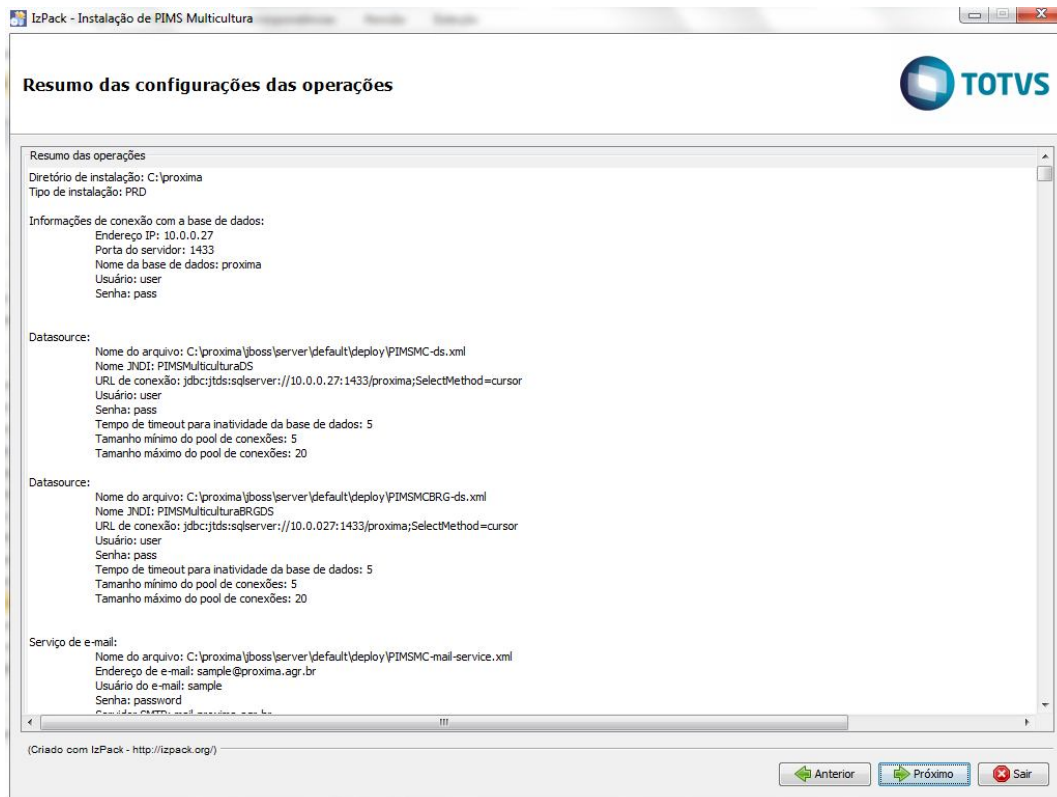 IzPack - Instalação de PIMS Multicultura
Resumo das configurações das operações
TOTVS
Resumo das operações
Diretório de instalação: C:\proxima
Tipo de instalação: PRD
Informações de conexão com a base de dados:
Endereço IP: 10.0.0.27
Porta do servidor: 1433
Nome da base de dados: proxima
Usuário: user
Senha: pass
Datasource:
Nome do arquivo: C:\proxima\jboss\server\default\deploy\PIMSMC-ds.xml
Nome JNDI: PIMSMulticulturaDS
URL de conexão: jdbc:jtds:sqlserver://10.0.0.27:1433/proxima;SelectMethod=cursor
Usuário: user
Senha: pass
Tempo de timeout para inatividade da base de dados: 5
Tamanho mínimo do pool de conexões: 5
Tamanho máximo do pool de conexões: 20
Datasource:
Nome do arquivo: C:\proxima\jboss\server\default\deploy\PIMSMCBRG-ds.xml
Nome JNDI: PIMSMulticulturaBRGDS
URL de conexão: jdbc:jtds:sqlserver://10.0.027:1433/proxima;SelectMethod=cursor
Usuário: user
Senha: pass
Tempo de timeout para inatividade da base de dados: 5
Tamanho mínimo do pool de conexões: 5
Tamanho máximo do pool de conexões: 20
Serviço de e-mail:
Nome do arquivo: C:\proxima\jboss\server\default\deploy\PIMSMC-mail-service.xml
Endereço de e-mail: sample@proxima.agr.br
Usuário do e-mail: sample
Senha: password
Servidor SMTP: mail.proxima.agr.br
(Criado com IzPack - http://izpack.org/)
Anterior
Próximo
Sair